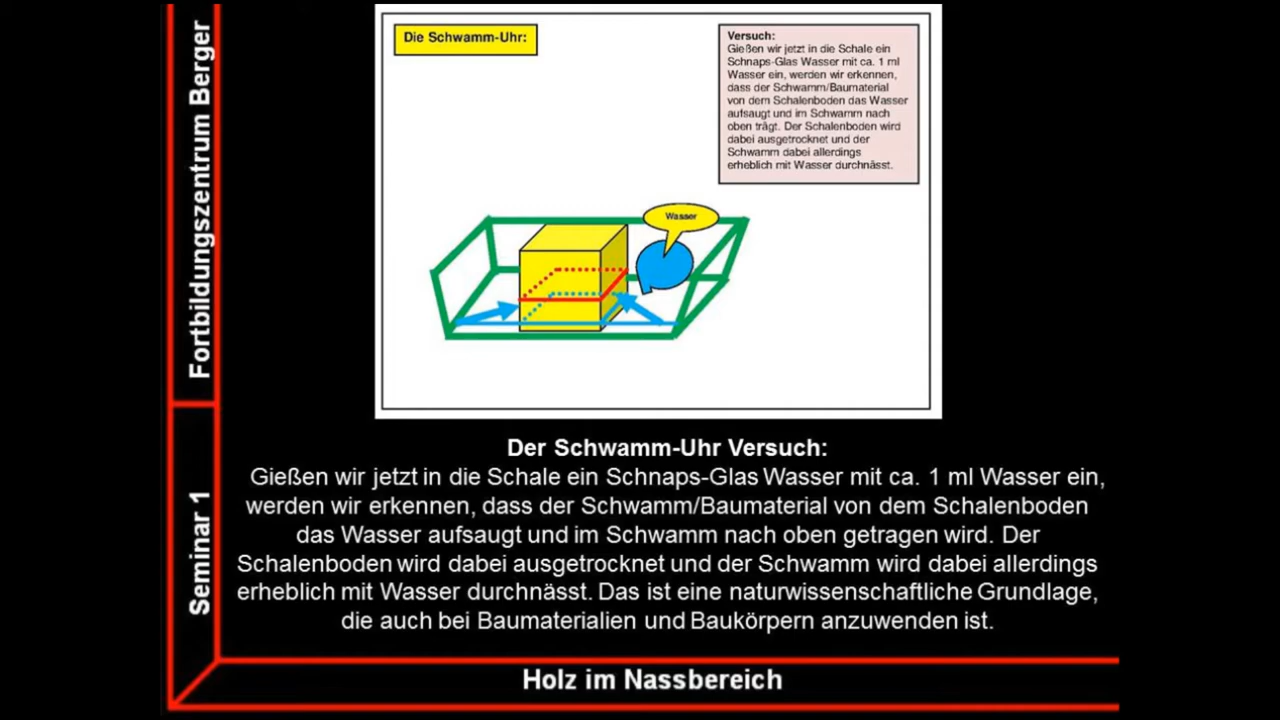 Fortbildungszentrum Berger
Seminar 1
Die Schwamm-Uhr:
Versuch:
Gießen wir jetzt in die Schale ein
Schnaps-Glas Wasser mit ca. 1 ml
Wasser ein, werden wir erkennen,
dass der Schwamm/Baumaterial
von dem Schalenboden das Wasser
aufsaugt und im Schwamm nach
oben trägt. Der Schalenboden wird
dabei ausgetrocknet und der
Schwamm dabei allerdings
erheblich mit Wasser durchnässt.
Wasser
Der Schwamm-Uhr Versuch:
Gießen wir jetzt in die Schale ein Schnaps-Glas Wasser mit ca. 1 ml Wasser ein,
werden wir erkennen, dass der Schwamm/Baumaterial von dem Schalenboden
das Wasser aufsaugt und im Schwamm nach oben getragen wird. Der
Schalenboden wird dabei ausgetrocknet und der Schwamm wird dabei allerdings
erheblich mit Wasser durchnässt. Das ist eine naturwissenschaftliche Grundlage,
die auch bei Baumaterialien und Baukörpern anzuwenden ist.
Holz im Nassbereich